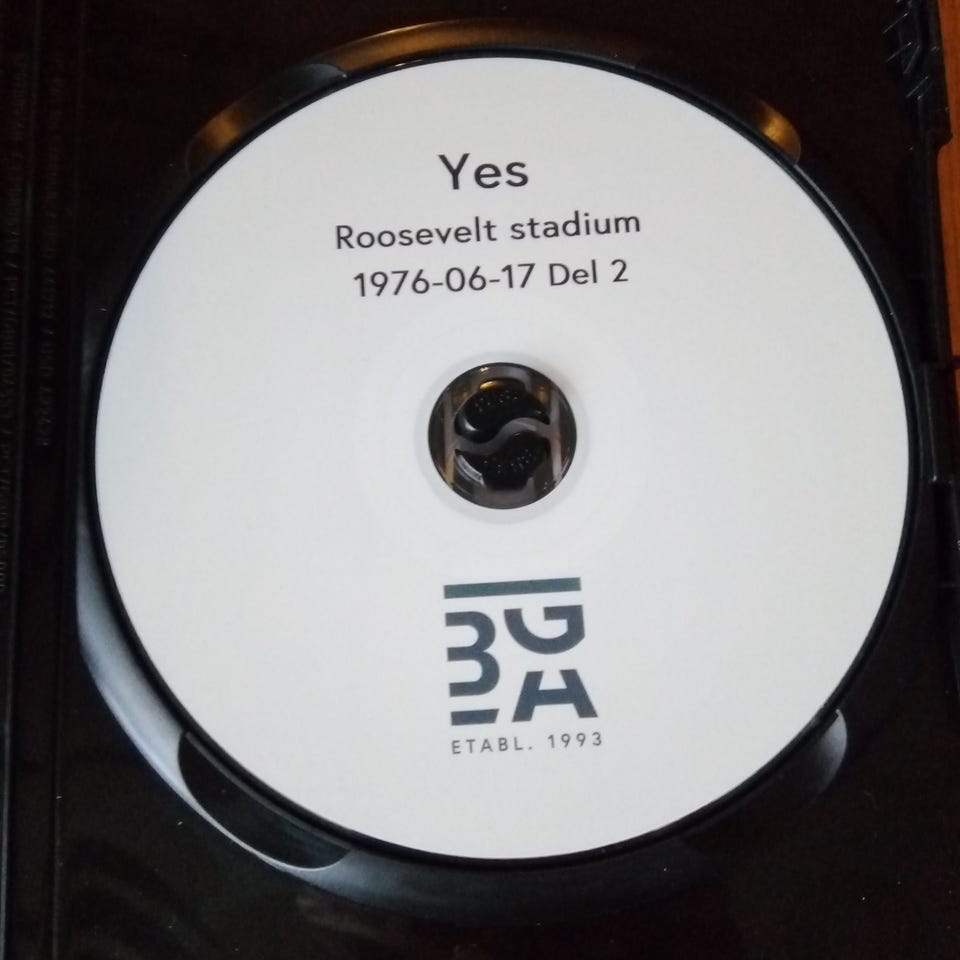 Yes
Roosevelt stadium
1976-06-17 Del 2
BGA
ETABL. 1993